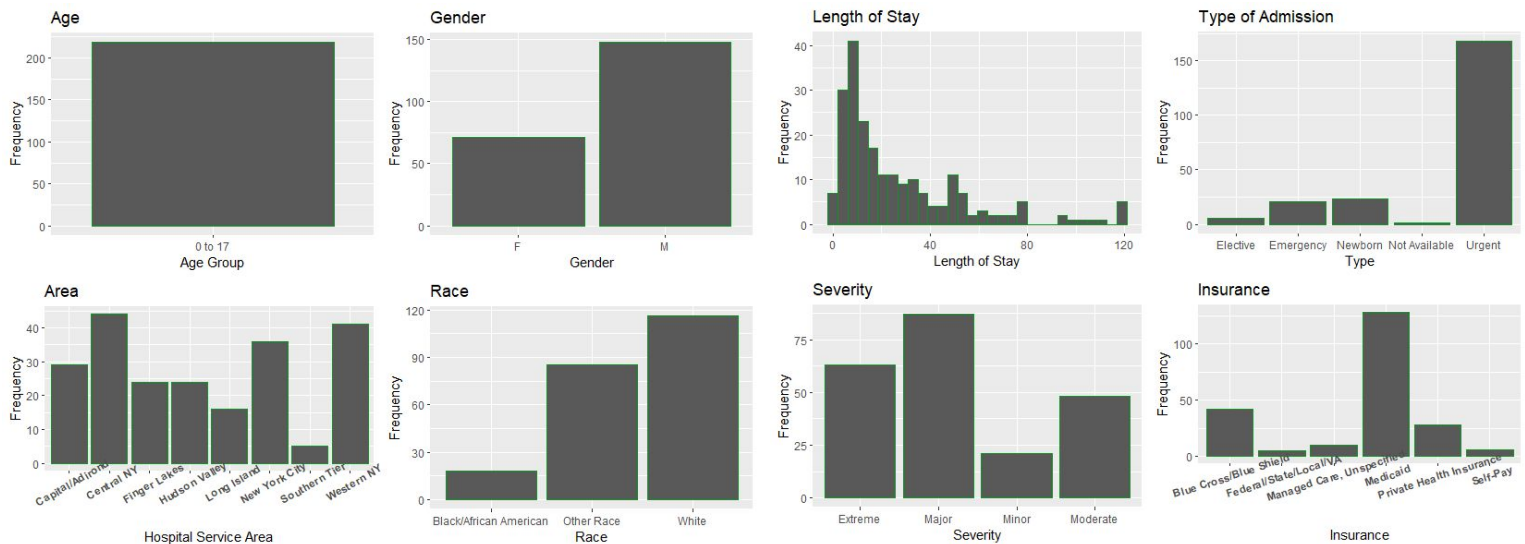 Age
Frequency
200
150
100
50
0
0 to 17
Age Group
Gender
Frequency
150
100
50
0
F M
Gender
Length of Stay
Frequency
40
30
20
10
0
0 40 80 120
Length of Stay
Type of Admission
Frequency
150
100
50
0
Elective Emergency Newborn Not Available Urgent
Type
Area
Frequency
40
30
20
10
0
Capital/Adirond
Central NY
Finger Lakes
Hudson Valley
Long Island
New York City
Southern Tier
Western NY
Hospital Service Area
Race
Frequency
120
90
60
30
0
Black/African American Other Race White
Race
Severity
Frequency
75
50
25
0
Extreme Major Minor Moderate
Severity
Insurance
Frequency
100
50
0
Blue Cross/Blue Shield
Federal/State/Local/VA
Managed Care, Unspecified
Medicaid
Private Health Insurance
Self-Pay
Insurance